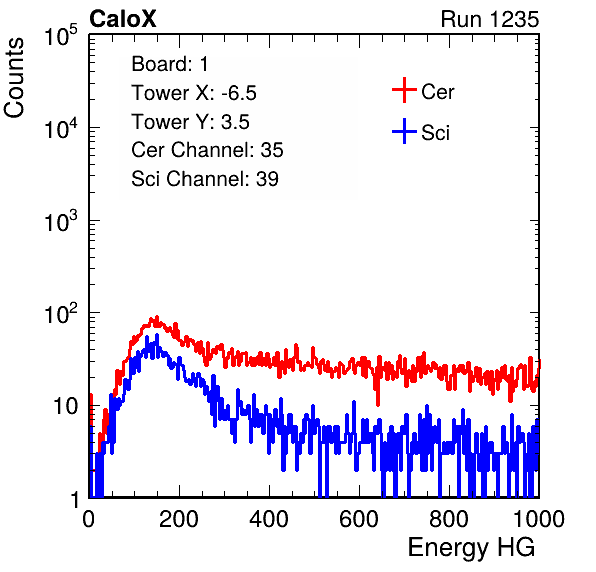 CaloX Run 1235
Counts
10^5
10^4
10^3
10^2
10
1
Board: 1
Tower X: -6.5
Tower Y: 3.5
Cer Channel: 35
Sci Channel: 39
Cer
Sci
0 200 400 600 800 1000
Energy HG